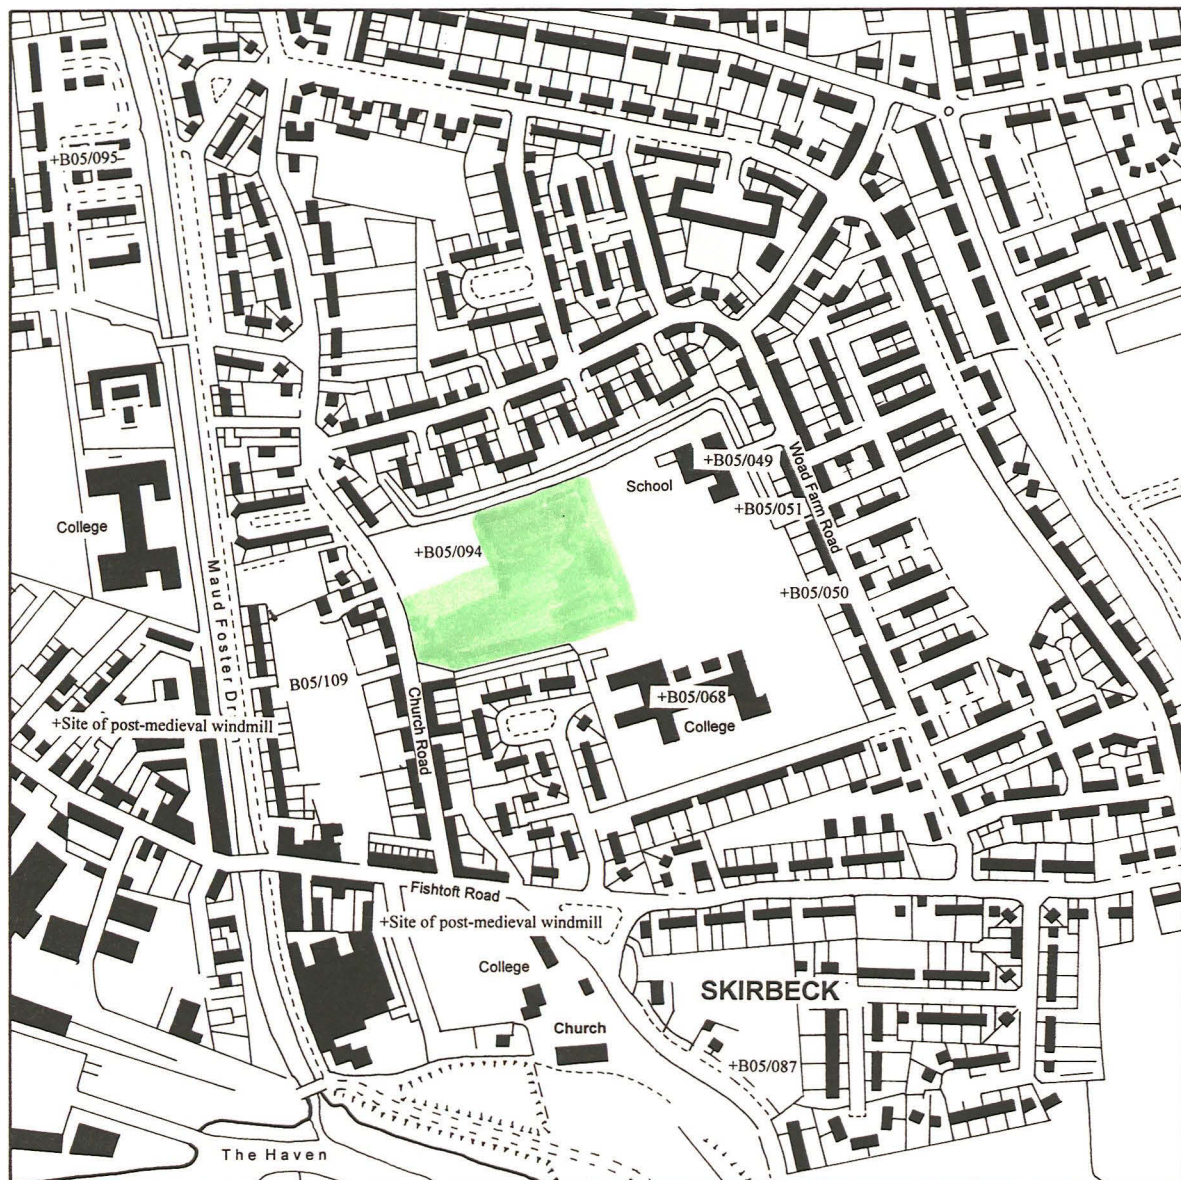 +B05/095
+B05/049
School
+B05/051
College
Woad Farm Road
+B05/094
Maud Foster Dr
+B05/050
B05/109
Church Road
+B05/068
College
+Site of post-medieval windmill
Fishtoft Road
+Site of post-medieval windmill
College
SKIRBECK
Church
+B05/087
The Haven